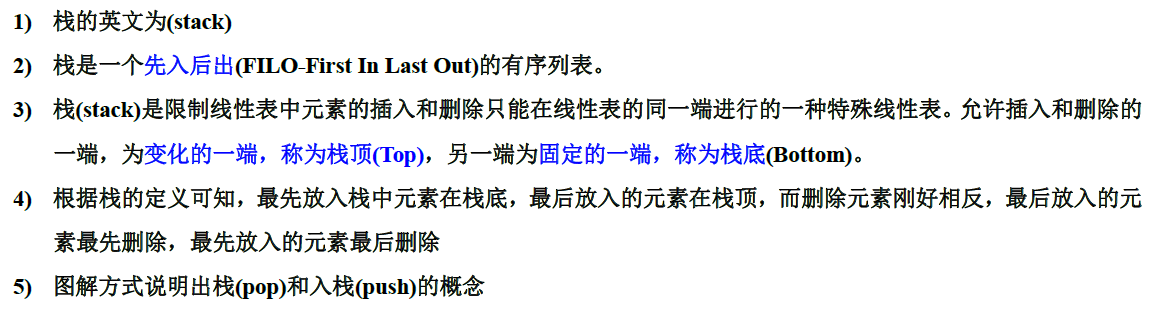 1) 栈的英文为(stack)
2) 栈是一个先入后出(FILO-First In Last Out)的有序列表。
3) 栈(stack)是限制线性表中元素的插入和删除只能在线性表的同一端进行的一种特殊线性表。允许插入和删除的
一端，为变化的一端，称为栈顶(Top)，另一端为固定的一端，称为栈底(Bottom)。
4) 根据栈的定义可知，最先放入栈中元素在栈底，最后放入的元素在栈顶，而删除元素刚好相反，最后放入的元
素最先删除，最先放入的元素最后删除
5) 图解方式说明出栈(pop)和入栈(push)的概念